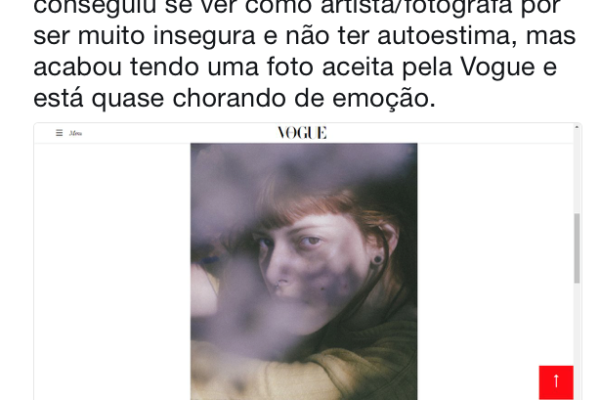 conseguiu se ver como artista/fotógrafa por
ser muito insegura e não ter autoestima, mas
acabou tendo uma foto aceita pela Vogue e
está quase chorando de emoção.
Menu
VOGUE